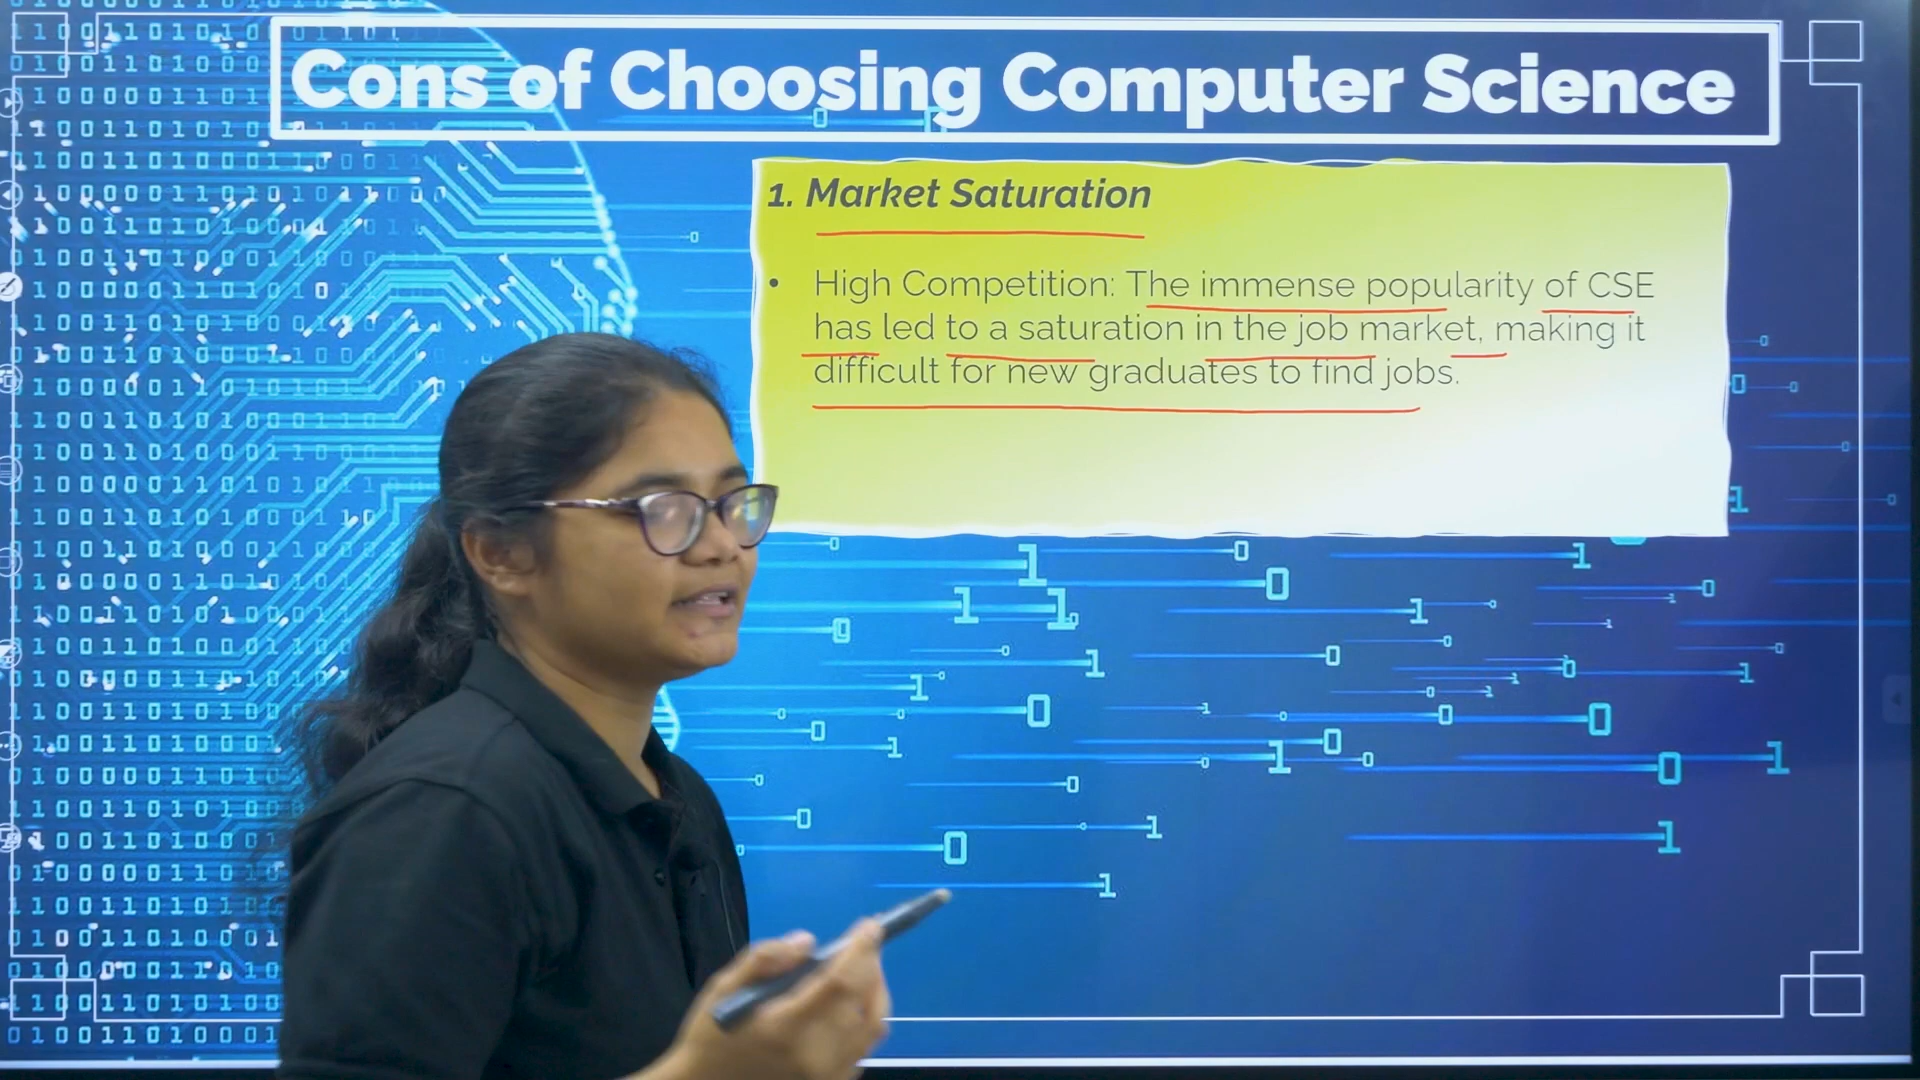 Cons of Choosing Computer Science
1. Market Saturation
• High Competition: The immense popularity of CSE
has led to a saturation in the job market, making it
difficult for new graduates to find jobs.